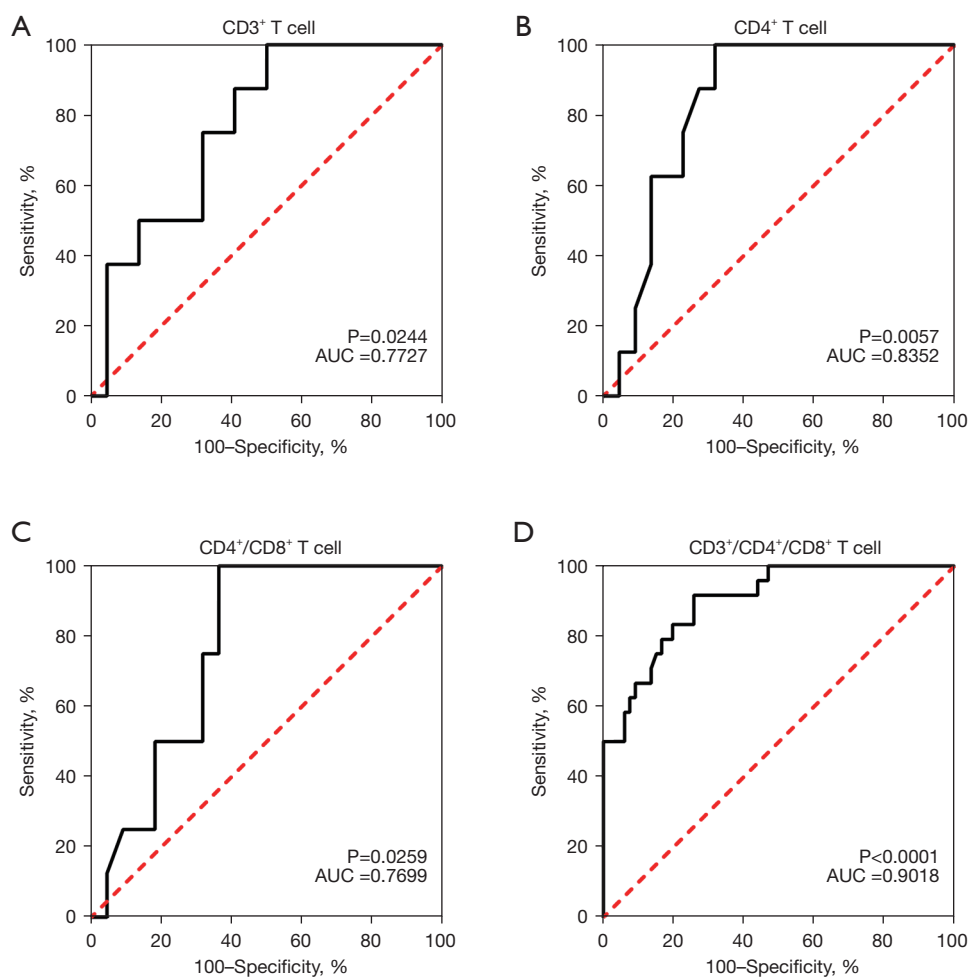 A
CD3⁺ T cell
100
80
60
40
20
0
Sensitivity, %
P=0.0244
AUC =0.7727
0 20 40 60 80 100
100–Specificity, %
B
CD4⁺ T cell
100
80
60
40
20
0
Sensitivity, %
P=0.0057
AUC =0.8352
0 20 40 60 80 100
100–Specificity, %
C
CD4⁺/CD8⁺ T cell
100
80
60
40
20
0
Sensitivity, %
P=0.0259
AUC =0.7699
0 20 40 60 80 100
100–Specificity, %
D
CD3⁺/CD4⁺/CD8⁺ T cell
100
80
60
40
20
0
Sensitivity, %
P<0.0001
AUC =0.9018
0 20 40 60 80 100
100–Specificity, %